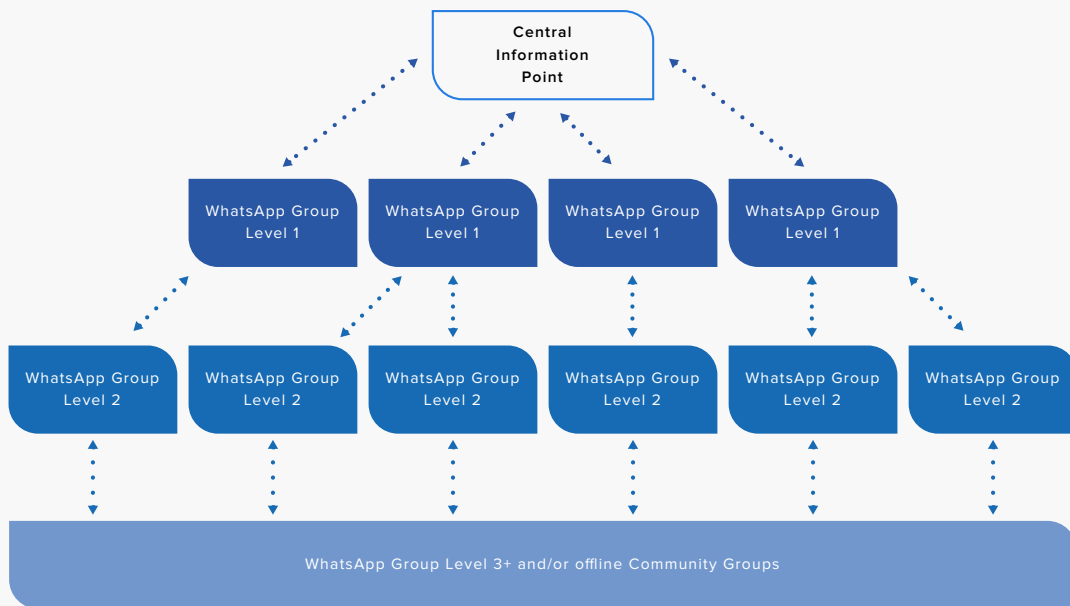 Central
Information
Point
WhatsApp Group
Level 1
WhatsApp Group
Level 1
WhatsApp Group
Level 1
WhatsApp Group
Level 1
WhatsApp Group
Level 2
WhatsApp Group
Level 2
WhatsApp Group
Level 2
WhatsApp Group
Level 2
WhatsApp Group
Level 2
WhatsApp Group
Level 2
WhatsApp Group Level 3+ and/or offline Community Groups